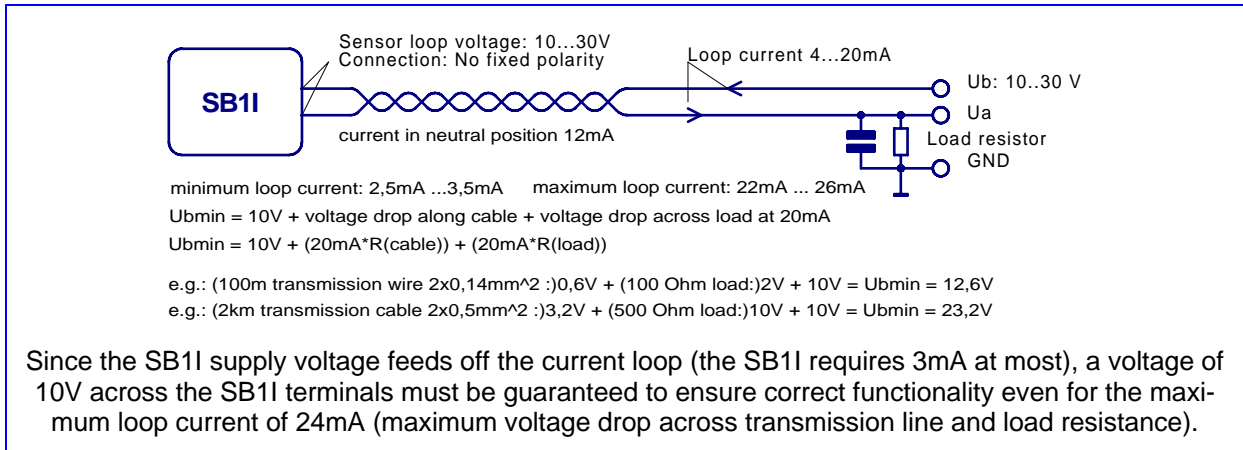 Sensor loop voltage: 10...30V
Connection: No fixed polarity
Loop current 4...20mA
SB1I
Ub: 10..30 V
Ua
current in neutral position 12mA
Load resistor
GND
minimum loop current: 2,5mA ...3,5mA maximum loop current: 22mA ... 26mA
Ubmin = 10V + voltage drop along cable + voltage drop across load at 20mA
Ubmin = 10V + (20mA*R(cable)) + (20mA*R(load))
e.g.: (100m transmission wire 2x0,14mm^2 :)0,6V + (100 Ohm load:)2V + 10V = Ubmin = 12,6V
e.g.: (2km transmission cable 2x0,5mm^2 :)3,2V + (500 Ohm load:)10V + 10V = Ubmin = 23,2V
Since the SB1I supply voltage feeds off the current loop (the SB1I requires 3mA at most), a voltage of
10V across the SB1I terminals must be guaranteed to ensure correct functionality even for the maxi-
mum loop current of 24mA (maximum voltage drop across transmission line and load resistance).